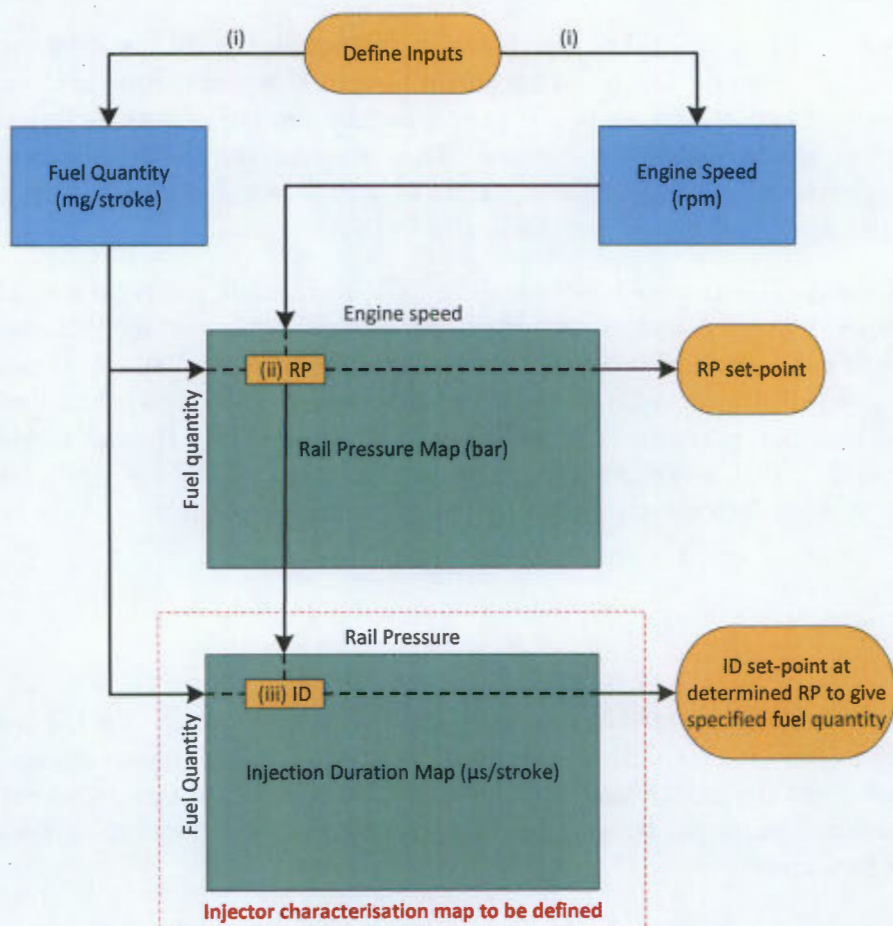 (i)
Define Inputs
(i)
Fuel Quantity
(mg/stroke)
Engine Speed
(rpm)
Engine speed
Fuel quantity
(ii) RP
Rail Pressure Map (bar)
RP set-point
Rail Pressure
Fuel Quantity
(iii) ID
Injection Duration Map (µs/stroke)
ID set-point at
determined RP to give
specified fuel quantity
Injector characterisation map to be defined